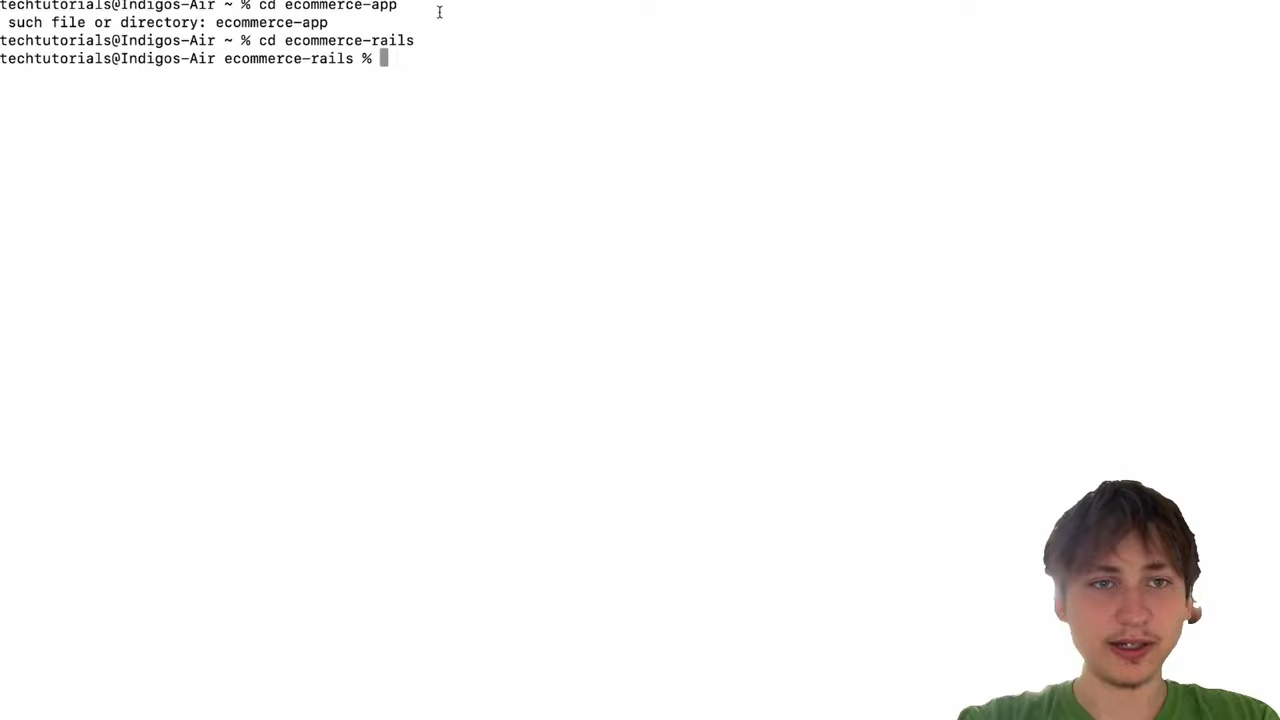 techtutorials@Indigos-Air ~ % cd ecommerce-app
such file or directory: ecommerce-app
techtutorials@Indigos-Air ~ % cd ecommerce-rails
techtutorials@Indigos-Air ecommerce-rails %